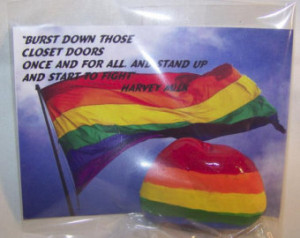 "BURST DOWN THOSE
CLOSET DOORS
ONCE AND FOR ALL, AND STAND UP
AND START TO FIGHT"
HARVEY MILK